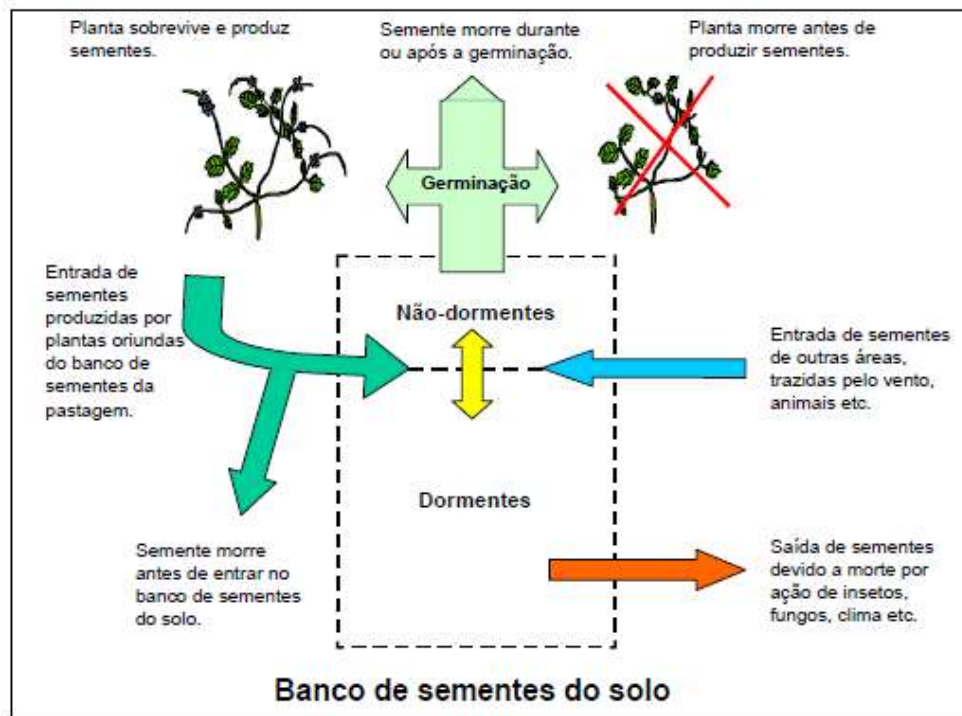 Planta sobrevive e produz
sementes.
Semente morre durante
ou após a germinação.
Planta morre antes de
produzir sementes.
Germinação
Entrada de
sementes
produzidas por
plantas oriundas
do banco de
sementes da
pastagem.
Não-dormentes
Entrada de sementes
de outras áreas,
trazidas pelo vento,
animais etc.
Dormentes
Semente morre
antes de entrar no
banco de sementes
do solo.
Saída de sementes
devido a morte por
ação de insetos,
fungos, clima etc.
Banco de sementes do solo